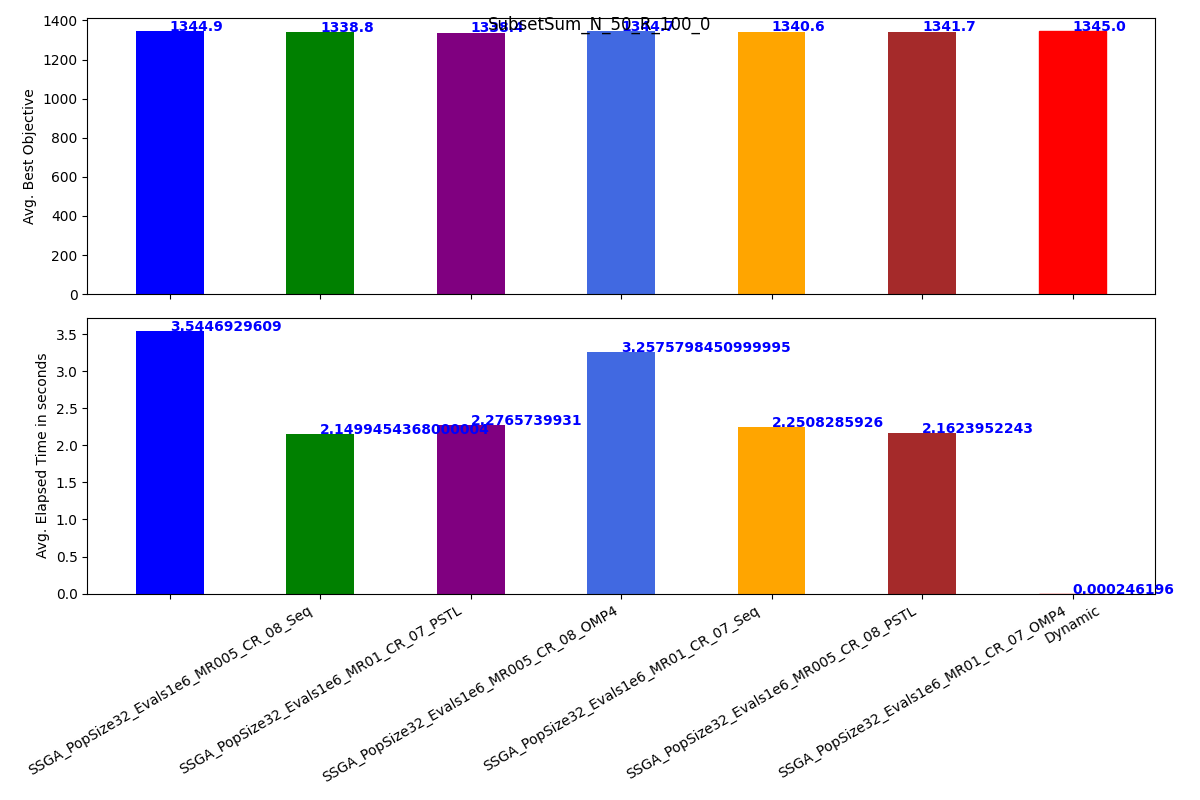 SubsetSum_N_50_R_100_0
1400
1200
1000
800
600
400
200
0
Avg. Best Objective
1344.9
1338.8
1340.6
1341.7
1345.0
3.5
3.0
2.5
2.0
1.5
1.0
0.5
0.0
Avg. Elapsed Time in seconds
3.5446929609
2.1499454368000004
2.2765739931
3.2575798450999995
2.2508285926
2.1623952243
0.000246196
SSGA_PopSize32_Evals1e6_MR005_CR_08_Seq
SSGA_PopSize32_Evals1e6_MR01_CR_07_PSTL
SSGA_PopSize32_Evals1e6_MR005_CR_08_OMP4
SSGA_PopSize32_Evals1e6_MR01_CR_07_Seq
SSGA_PopSize32_Evals1e6_MR005_CR_08_PSTL
SSGA_PopSize32_Evals1e6_MR01_CR_07_OMP4
Dynamic